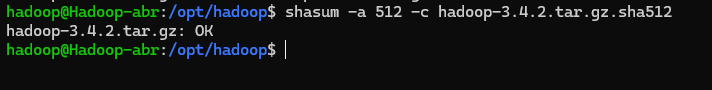 hadoop@Hadoop-abr:/opt/hadoop$ shasum -a 512 -c hadoop-3.4.2.tar.gz.sha512
hadoop-3.4.2.tar.gz: OK
hadoop@Hadoop-abr:/opt/hadoop$